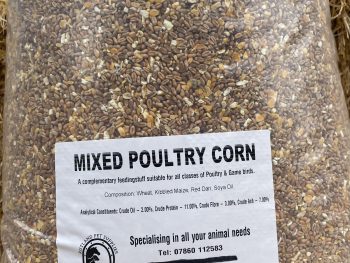 MIXED POULTRY CORN
A complementary feedingstuff suitable for all classes of Poultry & Game birds.
Composition: Wheat, Kibbled Maize, Red Dari, Soya Oil.
Analytical Constituents: Crude Oil – 2.00%, Crude Protein – 11.00%, Crude Fibre – 3.00%, Crude Ash – 7.00%
Specialising in all your animal needs
Tel: 07860 112583